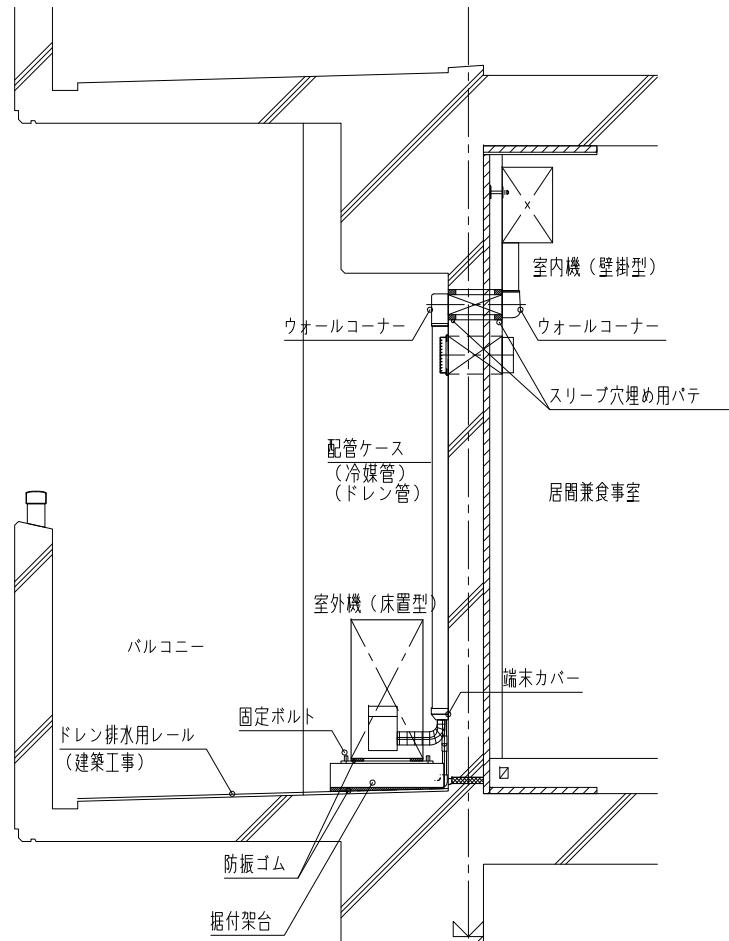 室内機（壁掛型）
ウォールコーナー
ウォールコーナー
スリーブ穴埋め用パテ
配管ケース
（冷媒管）
（ドレン管）
居間兼食事室
室外機（床置型）
バルコニー
端末カバー
固定ボルト
ドレン排水用レール
（建築工事）
防振ゴム
据付架台